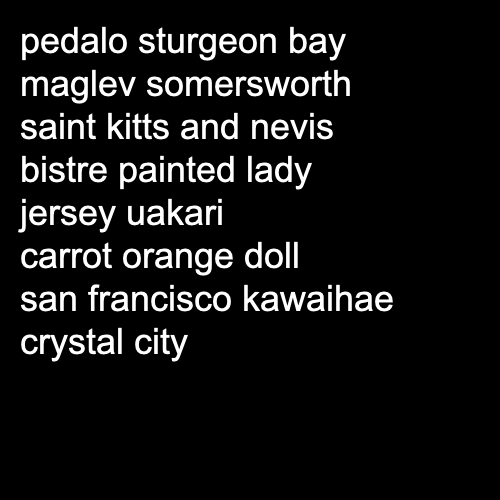 pedalo sturgeon bay
maglev somersworth
saint kitts and nevis
bistre painted lady
jersey uakari
carrot orange doll
san francisco kawaihae
crystal city